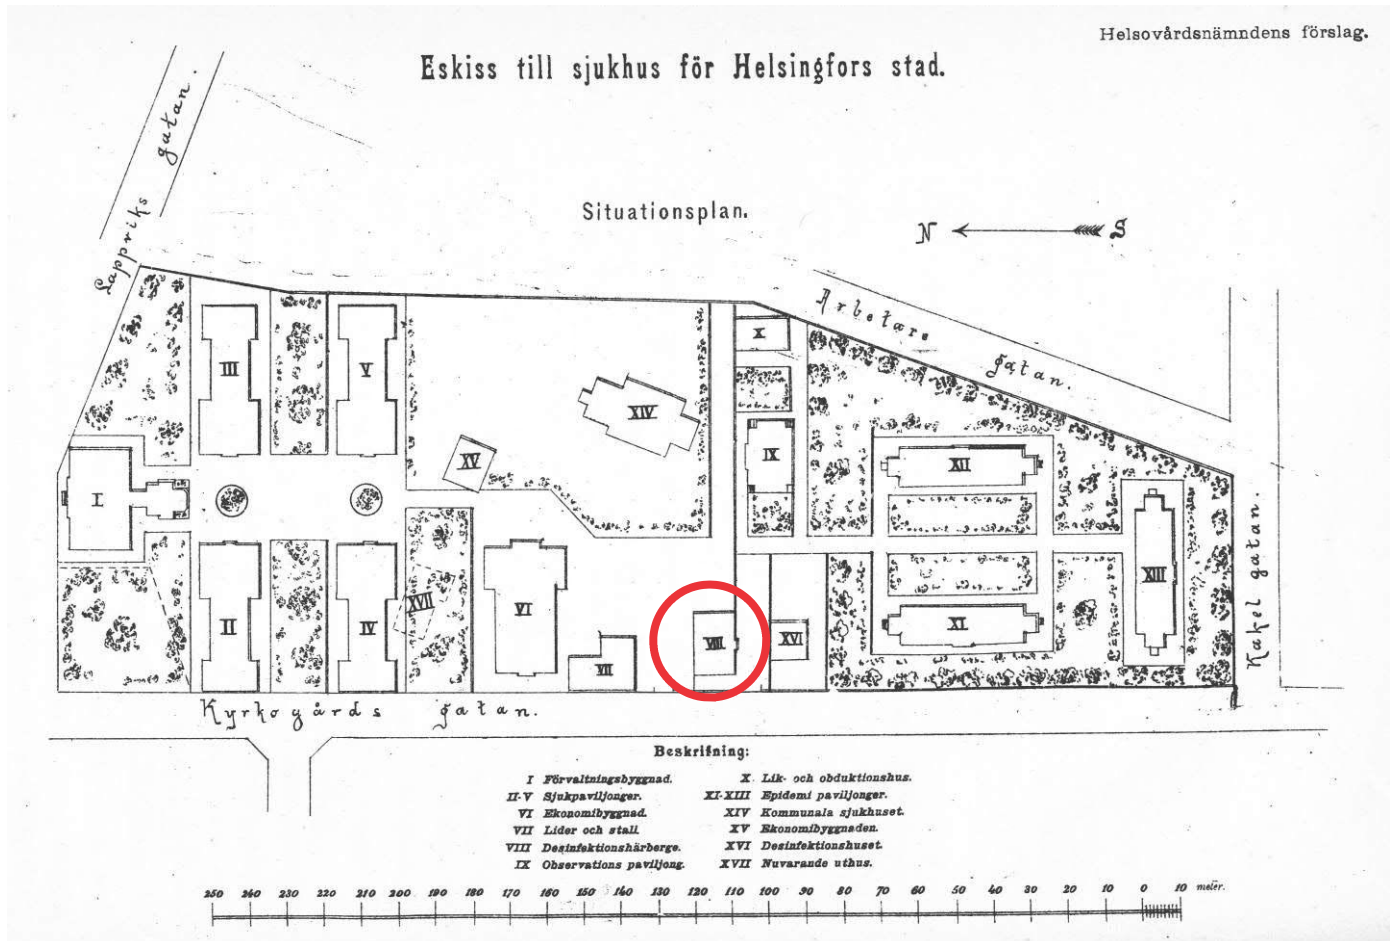 Helsovårdsnämndens förslag.
Eskiss till sjukhus för Helsingfors stad.
Situationsplan.
N S
Lappviks gatan.
Arbetare gatan.
Kakel gatan.
Kyrkogårds gatan.
X
III
V
XIV
IX
XV
XII
I
XIII
XVII
VI
II
IV
VIII
XVI
XI
VII
Beskrifning:
I Förvaltningsbyggnad.
II-V Sjukpaviljonger.
VI Ekonomibyggnad.
VII Lider och stall.
VIII Desinfektionshärberge.
IX Observations paviljong.
X Lik- och obduktionshus.
XI-XIII Epidemi paviljonger.
XIV Kommunala sjukhuset.
XV Ekonomibyggnaden.
XVI Desinfektionshuset.
XVII Nuvarande uthus.
250 240 230 220 210 200 190 180 170 160 150 140 130 120 110 100 90 80 70 60 50 40 30 20 10 0 10 meter.